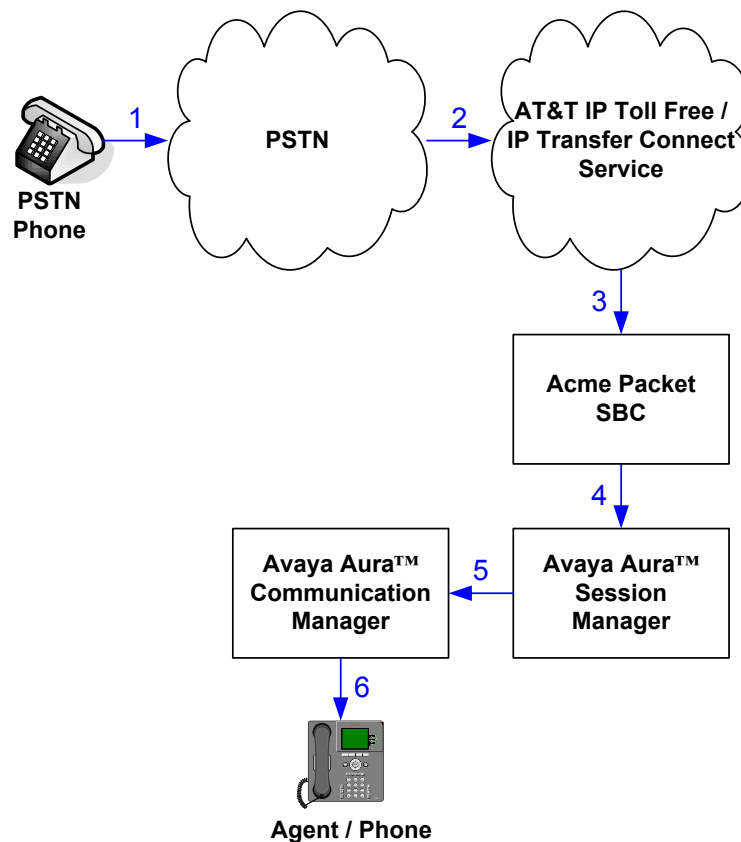 1
PSTN
Phone
PSTN
2
AT&T IP Toll Free /
IP Transfer Connect
Service
3
Acme Packet
SBC
4
Avaya Aura™
Session
Manager
5
Avaya Aura™
Communication
Manager
6
Agent / Phone